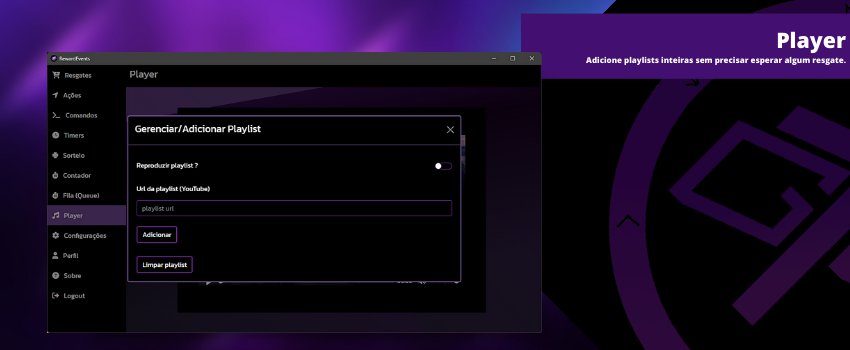 Player
Adicione playlists inteiras sem precisar esperar algum resgate.
RewardEvents
Resgates
Player
Ações
Comandos
Timers
Sorteio
Contador
Fila (Queue)
Player
Configurações
Perfil
Sobre
Logout
Gerenciar/Adicionar Playlist
Reproduzir playlist ?
Url da playlist (YouTube)
playlist url
Adicionar
Limpar playlist